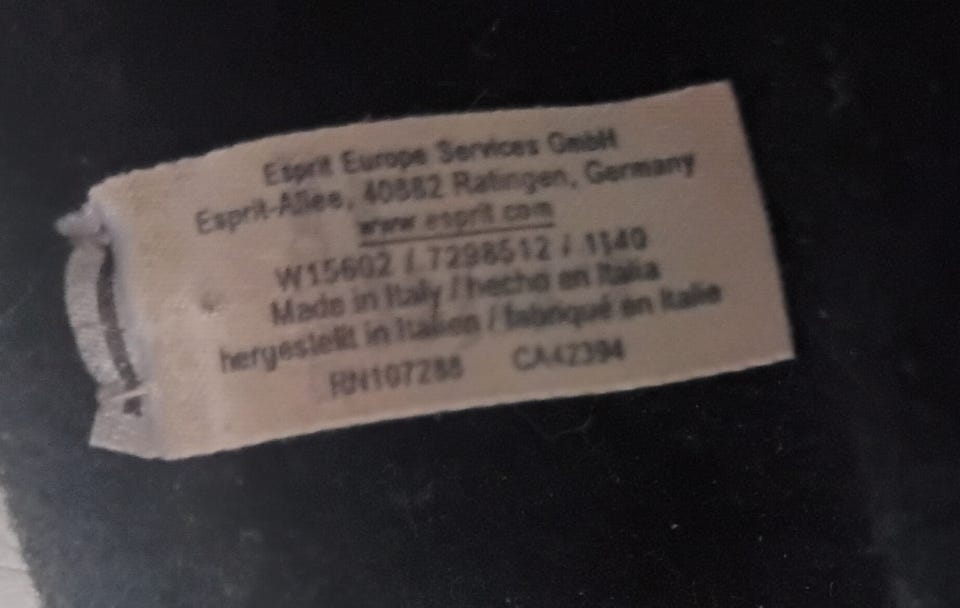 Esprit Europe Services GmbH
Esprit-Allee, 40882 Ratingen, Germany
www.esprit.com
W15602 / 7298512 / 1140
Made in Italy / hecho en Italia
hergestellt in Italien / fabriqué en Italie
RN107288 CA42394